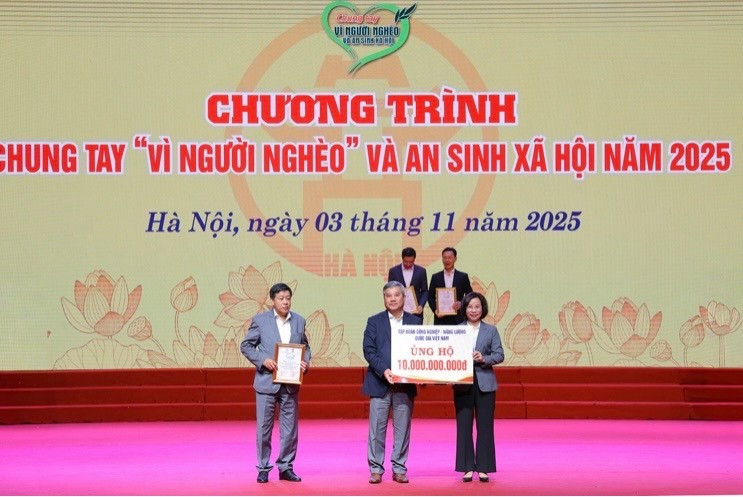 Chung tay
VÌ NGƯỜI NGHÈO
VÀ AN SINH XÃ HỘI
CHƯƠNG TRÌNH
CHUNG TAY “VÌ NGƯỜI NGHÈO” VÀ AN SINH XÃ HỘI NĂM 2025
Hà Nội, ngày 03 tháng 11 năm 2025
HÀ NỘI
TẬP ĐOÀN CÔNG NGHIỆP - NĂNG LƯỢNG
QUỐC GIA VIỆT NAM
ỦNG HỘ
10.000.000.000đ